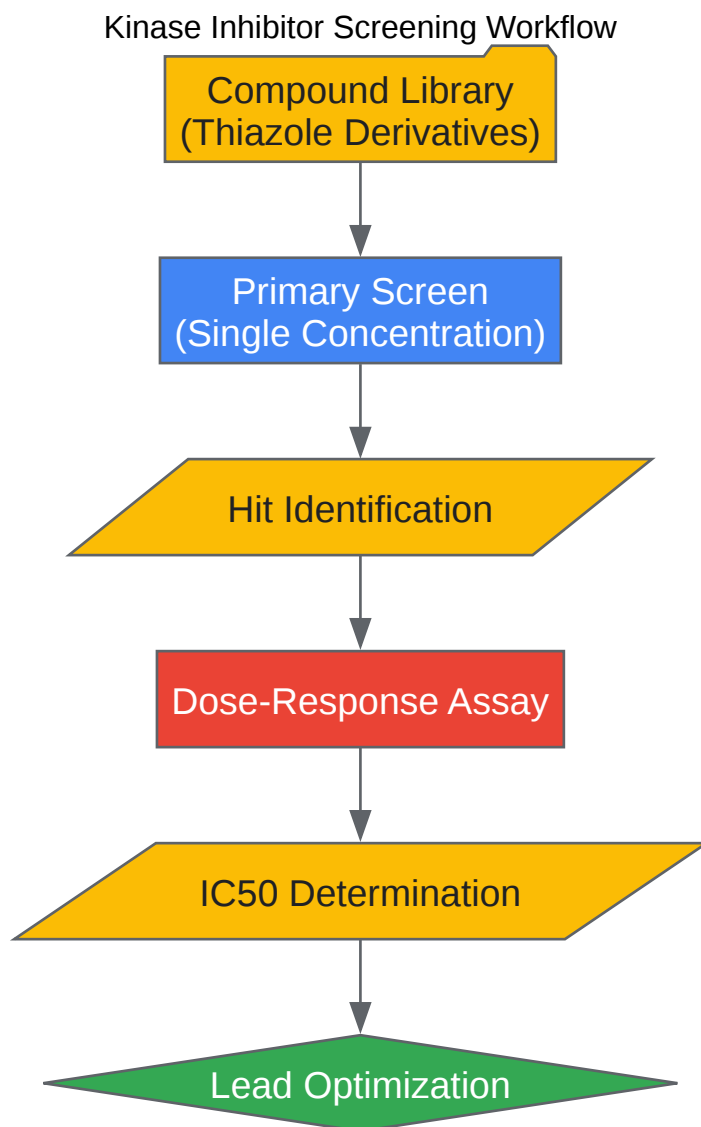 Kinase Inhibitor Screening Workflow
Compound Library
(Thiazole Derivatives)
Primary Screen
(Single Concentration)
Hit Identification
Dose-Response Assay
IC50 Determination
Lead Optimization